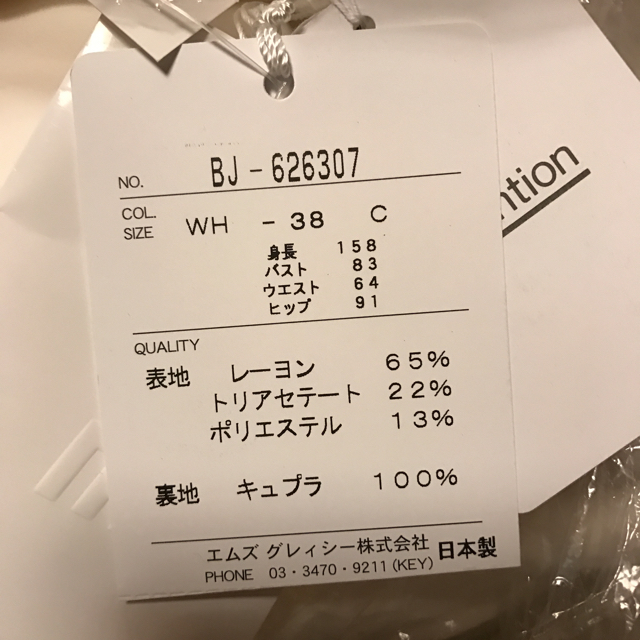 NO. BJ-626307
COL. SIZE WH - 38 C
身長 158
バスト 83
ウエスト 64
ヒップ 91
QUALITY
表地 レーヨン 65%
トリアセテート 22%
ポリエステル 13%
裏地 キュプラ 100%
エムズ グレィシー株式会社 日本製
PHONE 03・3470・9211(KEY)
ntion